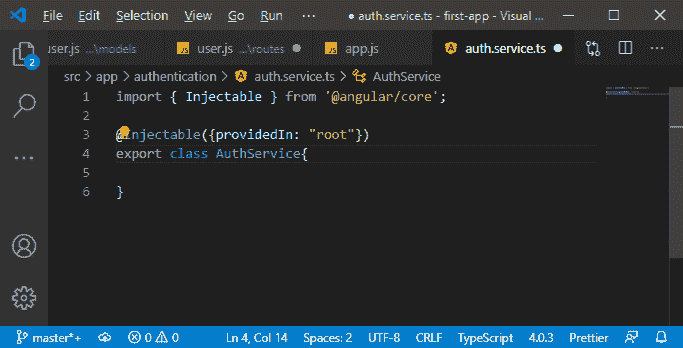 File Edit Selection View Go Run ··· ● auth.service.ts - first-app - Visual ...
user.js ...\models user.js ...\routes ● app.js auth.service.ts ●
src > app > authentication > auth.service.ts > AuthService
1 import { Injectable } from '@angular/core';
2
3 @Injectable({providedIn: "root"})
4 export class AuthService{
5
6 }
2
master*+ 0 0 Ln 4, Col 14 Spaces: 2 UTF-8 CRLF TypeScript 4.0.3 Prettier